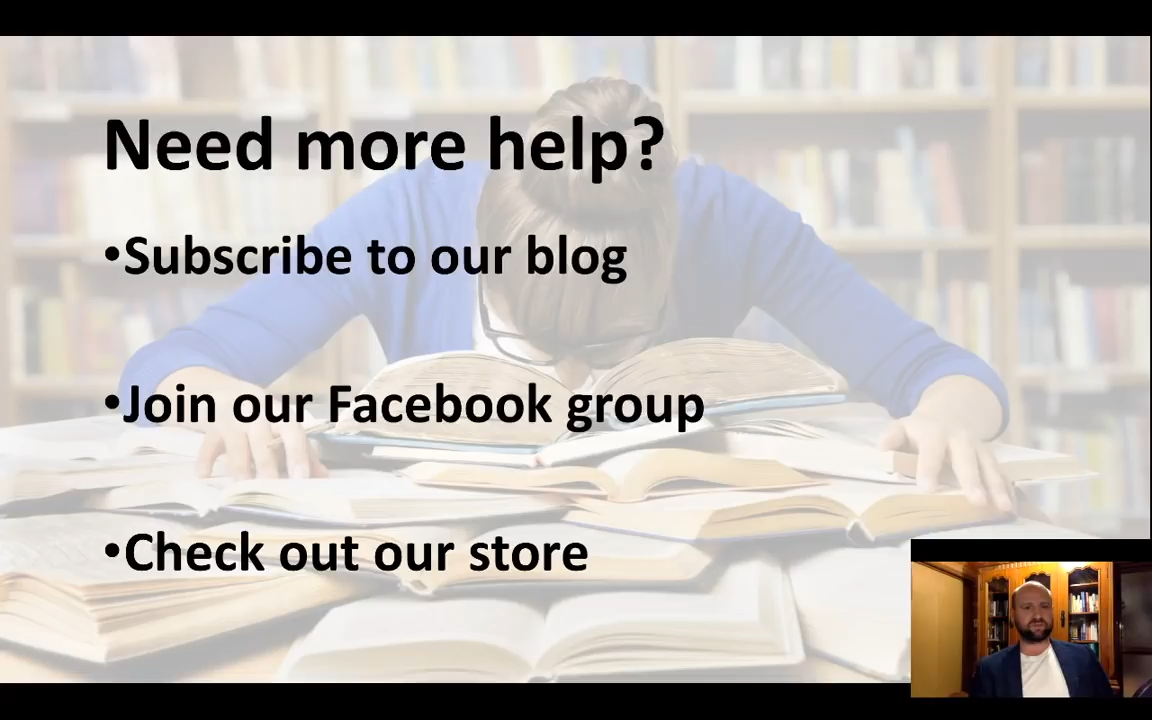 Need more help?
•Subscribe to our blog
•Join our Facebook group
•Check out our store